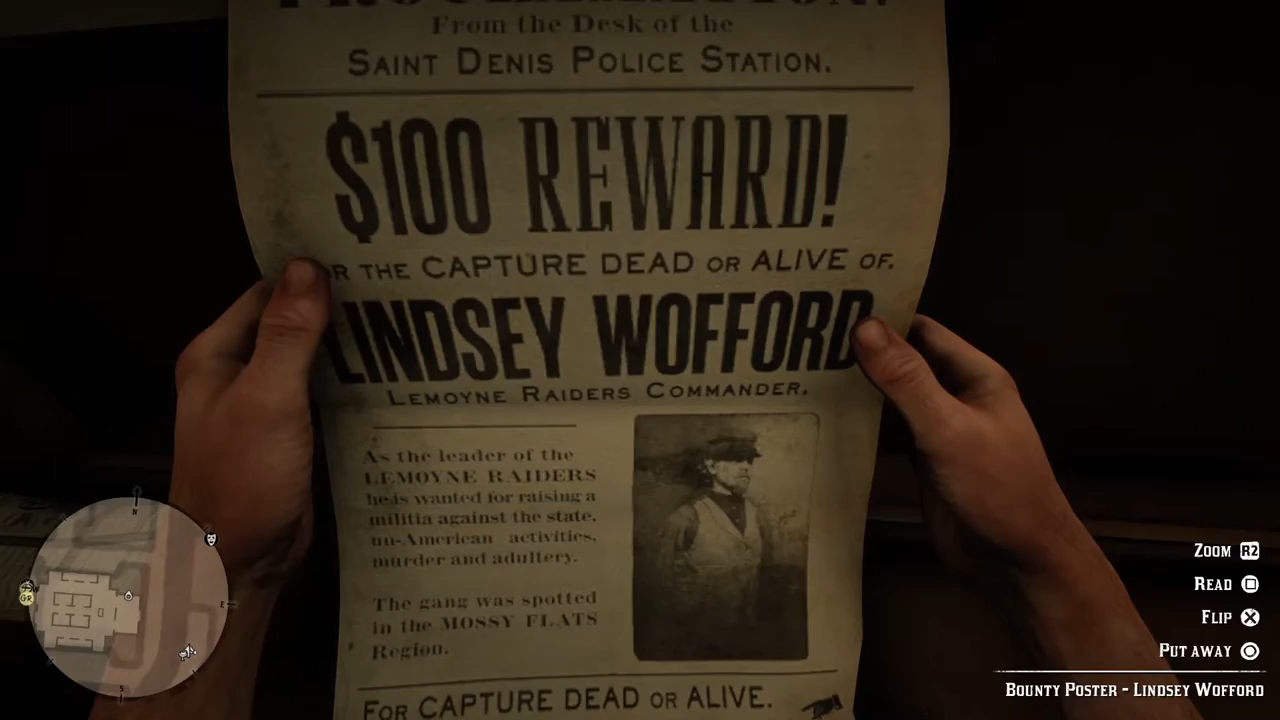 From the Desk of the
SAINT DENIS POLICE STATION.
$100 REWARD!
R THE CAPTURE DEAD OR ALIVE OF.
LINDSEY WOFFORD
LEMOYNE RAIDERS COMMANDER.
As the leader of the
LEMOYNE RAIDERS
he is wanted for raising a
militia against the state,
un-American activities,
murder and adultery.
The gang was spotted
in the MOSSY FLATS
Region.
FOR CAPTURE DEAD OR ALIVE.
N
E
S
GR
ZOOM R2
READ
FLIP
PUT AWAY
BOUNTY POSTER - LINDSEY WOFFORD